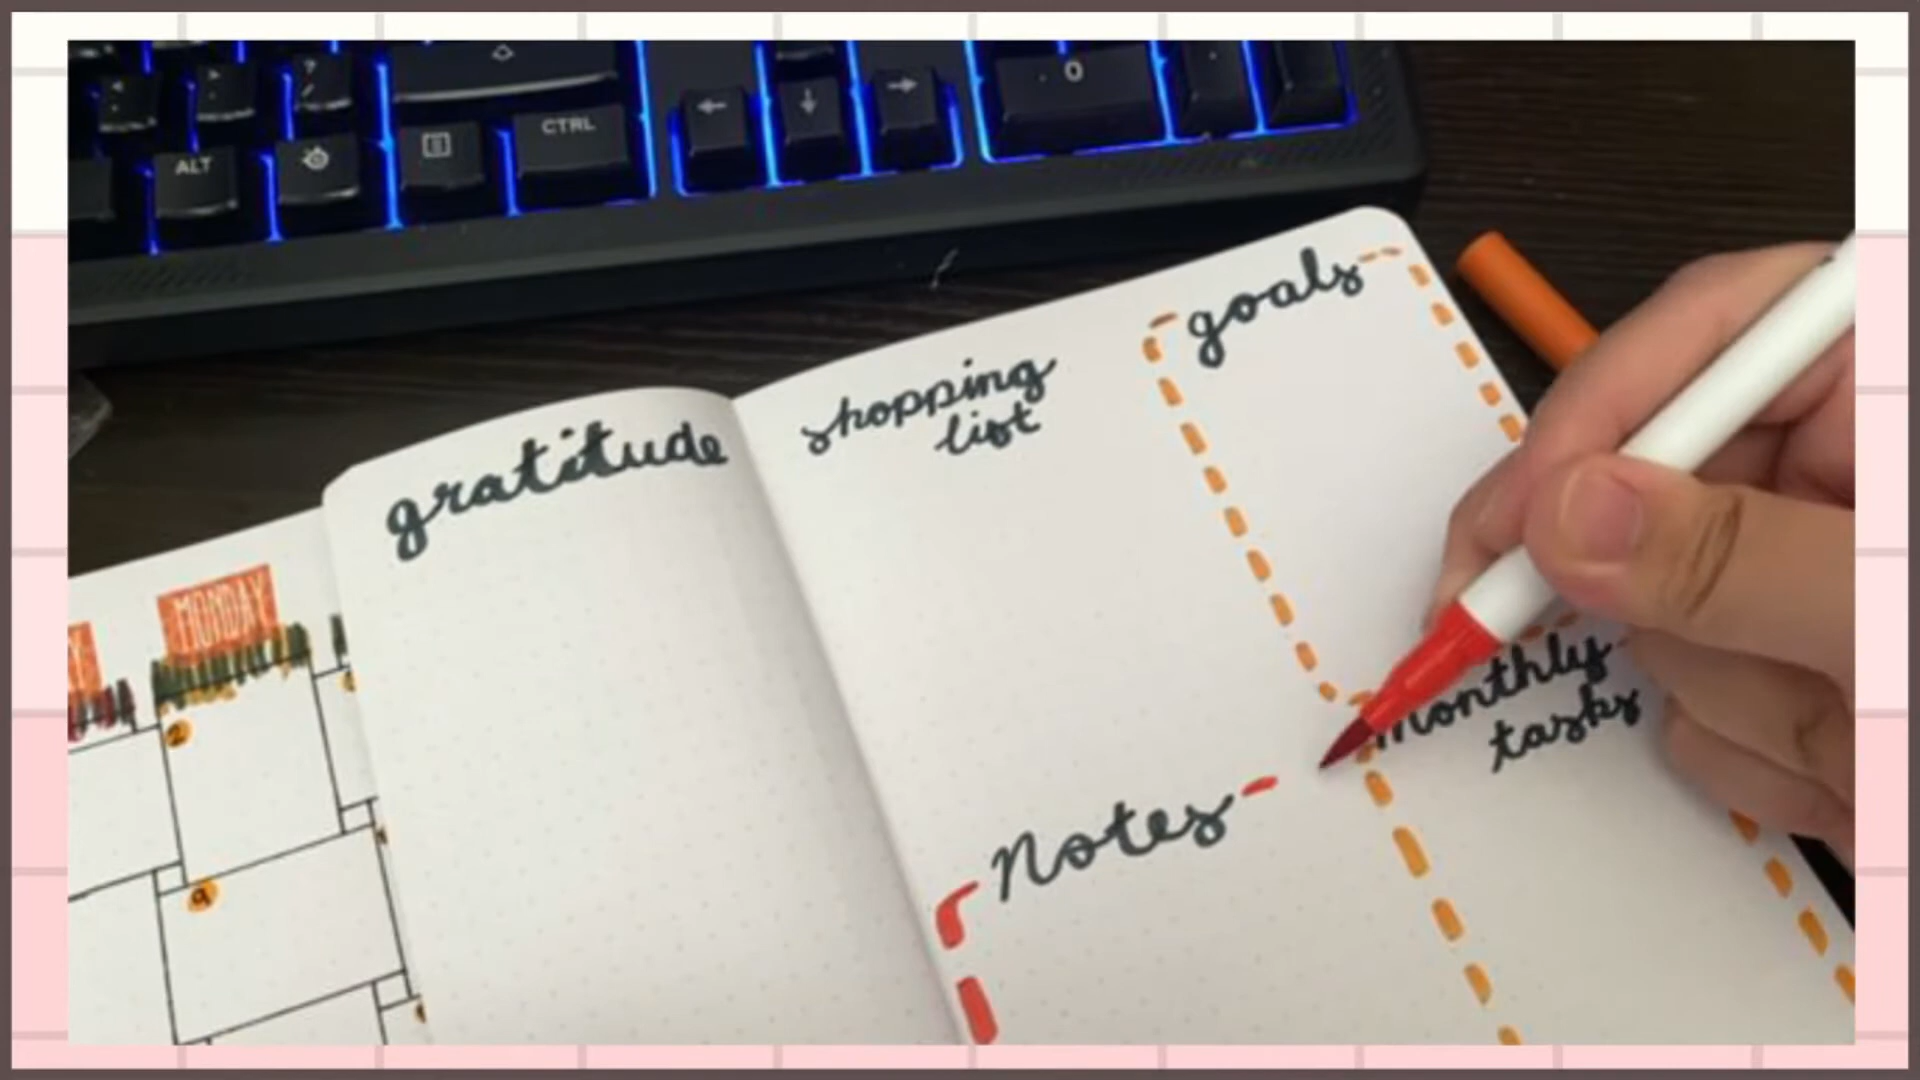 ALT
CTRL
0
gratitude
shopping
list
goals
MONDAY
2
9
monthly
tasks
Notes